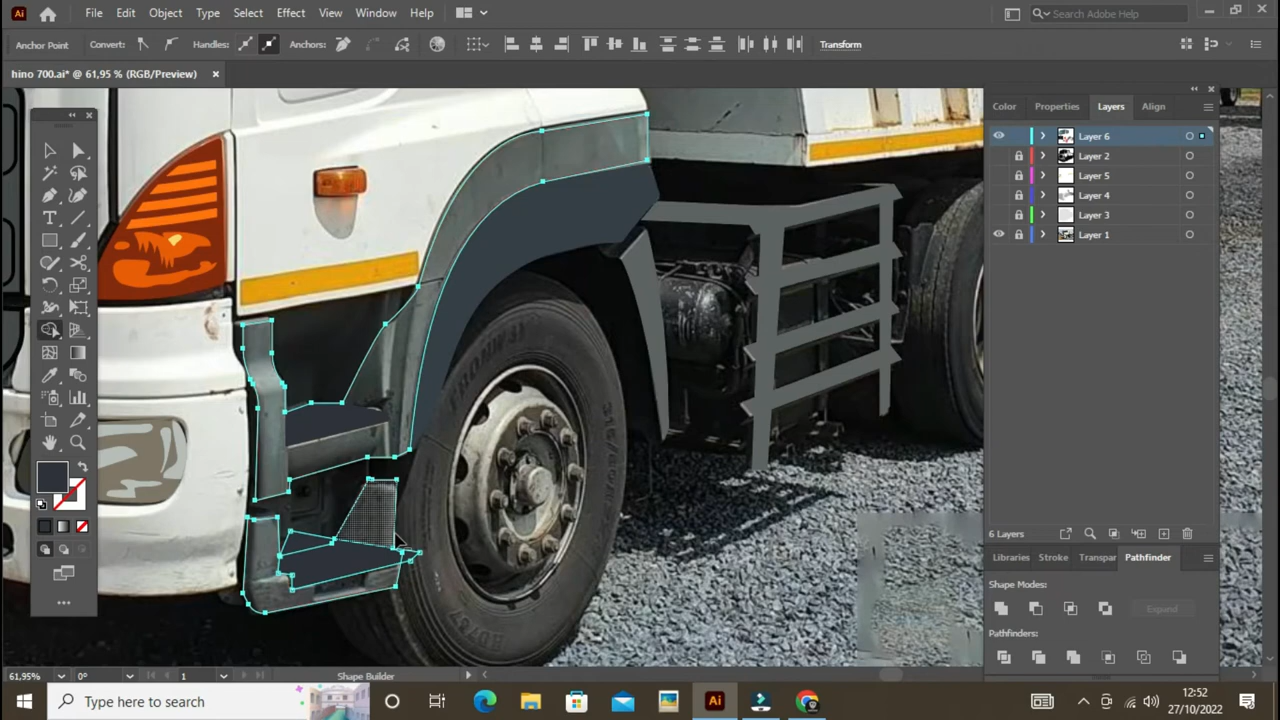 Ai
File Edit Object Type Select Effect View Window Help
Search Adobe Help
Anchor Point Convert: Handles: Anchors: Transform
hino 700.ai* @ 61,95 % (RGB/Preview) ×
Color Properties Layers Align
Layer 6
Layer 2
Layer 5
Layer 4
Layer 3
Layer 1
6 Layers
Libraries Stroke Transpar Pathfinder
Shape Modes:
Expand
Pathfinders:
61,95% 0° 1 Shape Builder
Type here to search
Ai
12:52
27/10/2022